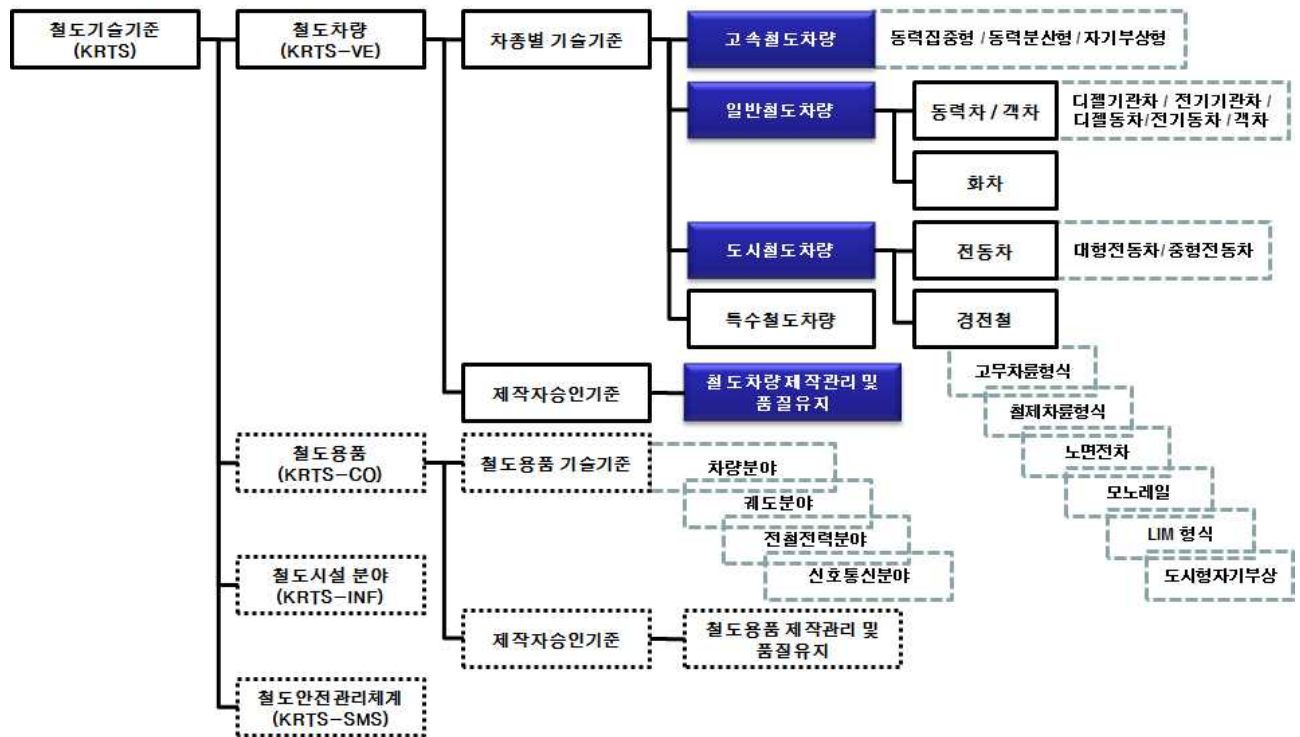 철도기술기준
(KRTS)
철도차량
(KRTS-VE)
차종별 기술기준
고속철도차량
동력집중형 / 동력분산형 / 자기부상형
일반철도차량
동력차 / 객차
디젤기관차 / 전기기관차 /
디젤동차/전기동차 / 객차
화차
도시철도차량
전동차
대형전동차/ 중형전동차
특수철도차량
경전철
고무차륜형식
철제차륜형식
노면전차
모노레일
LIM 형식
도시형자기부상
제작자승인기준
철도차량 제작관리 및
품질유지
철도용품
(KRTS-CO)
철도용품 기술기준
차량분야
궤도분야
전철전력분야
신호통신분야
제작자승인기준
철도용품 제작관리 및
품질유지
철도시설 분야
(KRTS-INF)
철도안전관리체계
(KRTS-SMS)